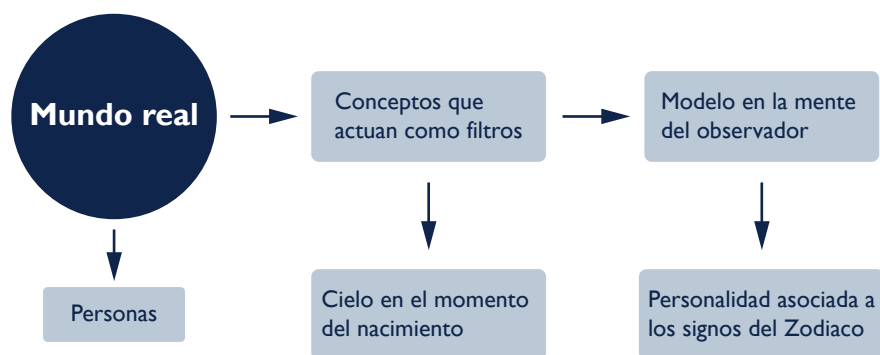 Mundo real
Conceptos que
actuan como filtros
Modelo en la mente
del observador
Personas
Cielo en el momento
del nacimiento
Personalidad asociada a
los signos del Zodiaco